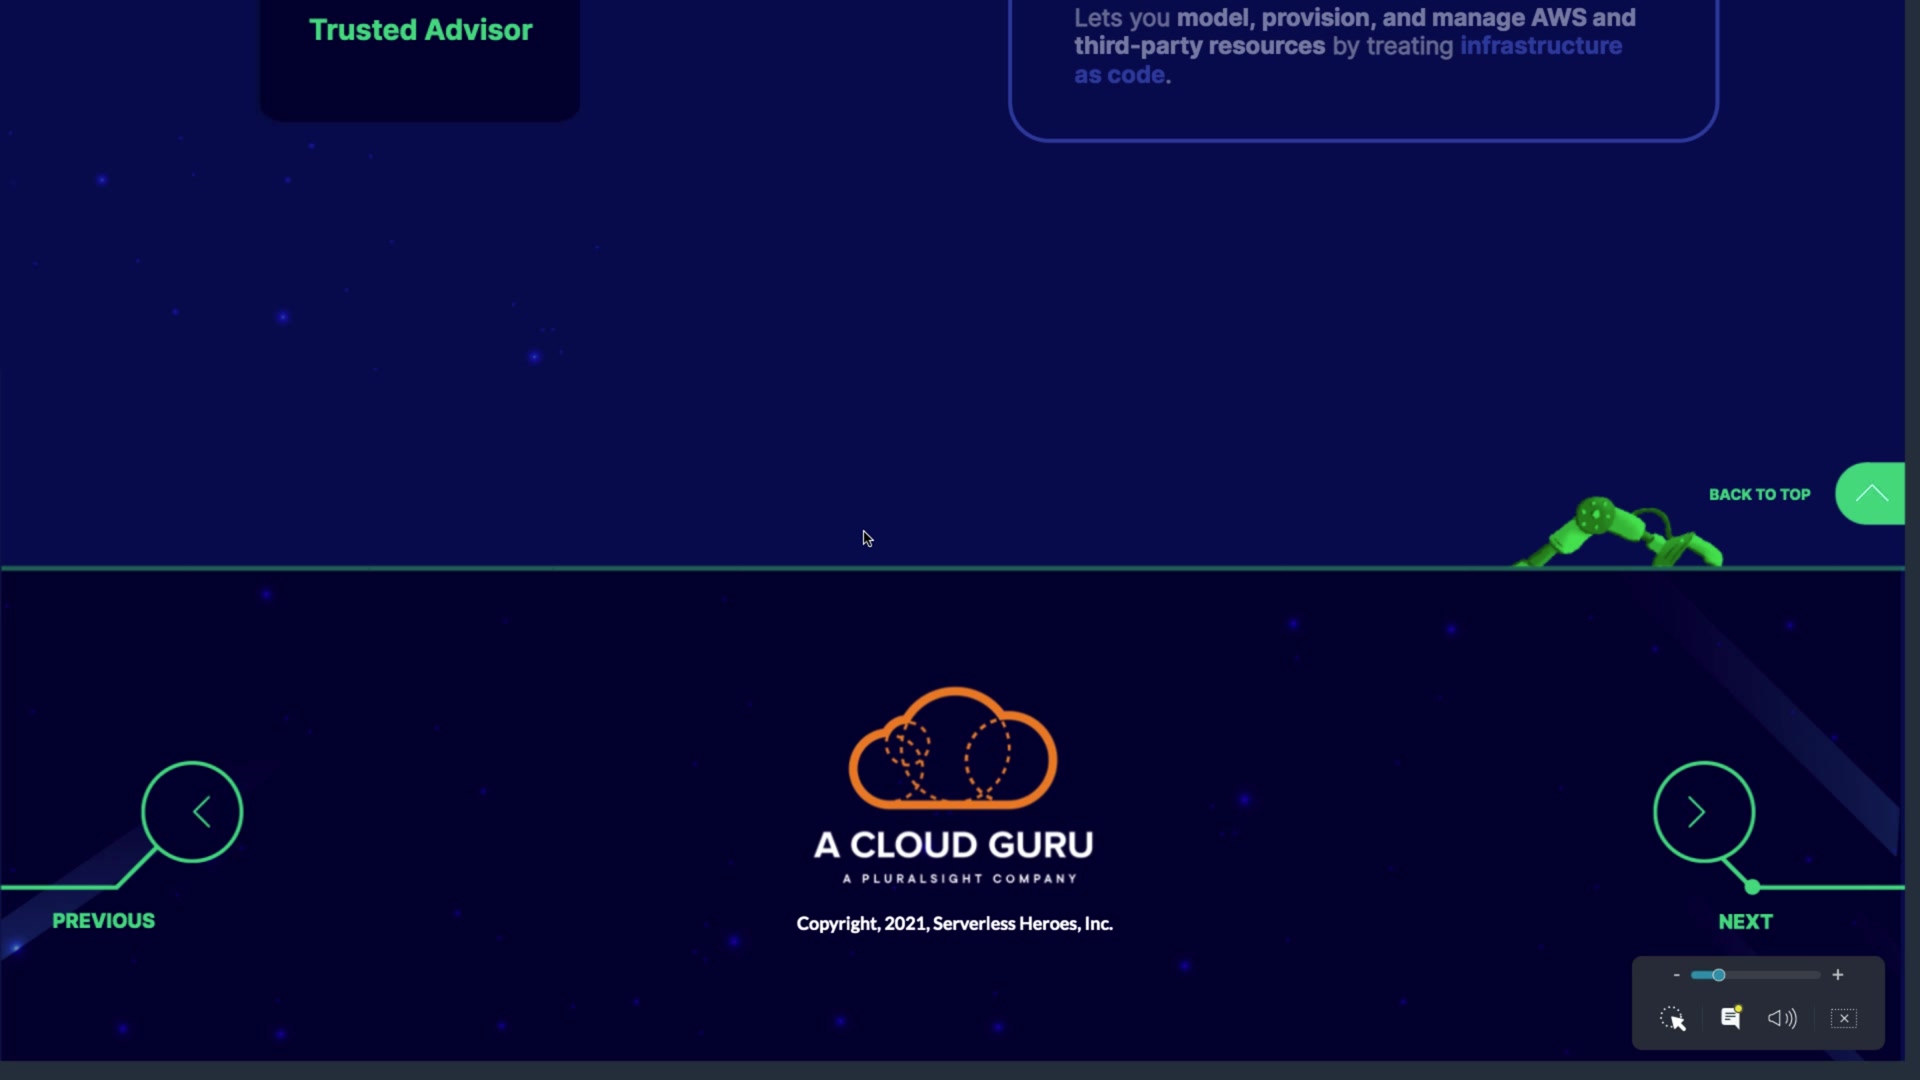 Trusted Advisor
Lets you model, provision, and manage AWS and
third-party resources by treating infrastructure
as code.
BACK TO TOP
A CLOUD GURU
A PLURALSIGHT COMPANY
Copyright, 2021, Serverless Heroes, Inc.
PREVIOUS
NEXT
- +